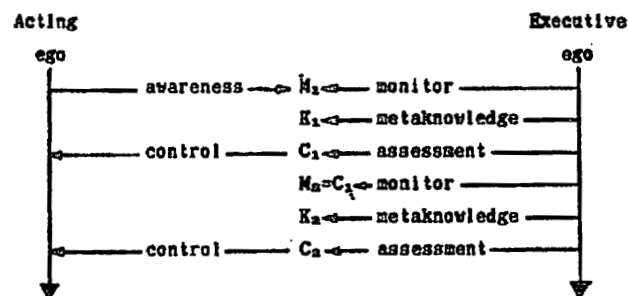 Acting Executive
ego ego
awareness M₁ monitor
K₁ metaknowledge
control C₁ assessment
M₂=C₁ monitor
K₂ metaknowledge
control C₂ assessment